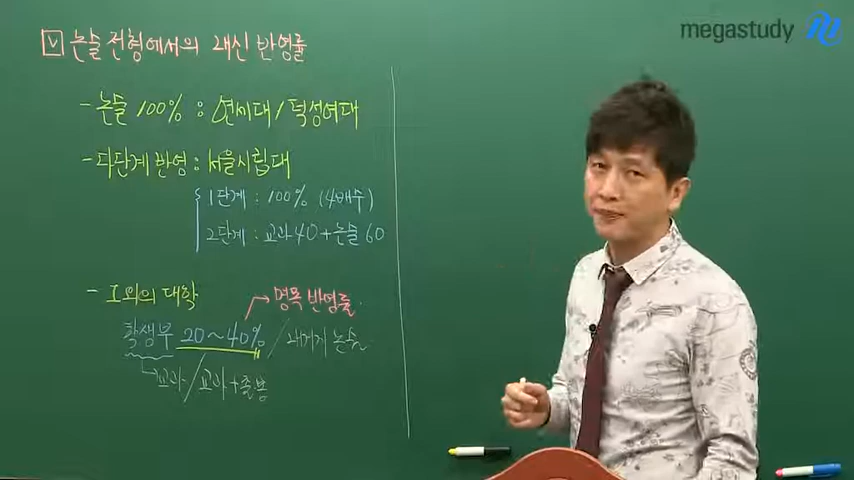 megastudy
V 논술전형에서의 내신 반영률
- 논술 100% : 연세대 / 덕성여대
- 다단계 반영 : 서울시립대
1단계 : 100% (4배수)
2단계 : 교과 40 + 논술 60
- I 외의 대학
명목 반영률
학생부 20~40% / 나머지 논술
교과 / 교과+출봉